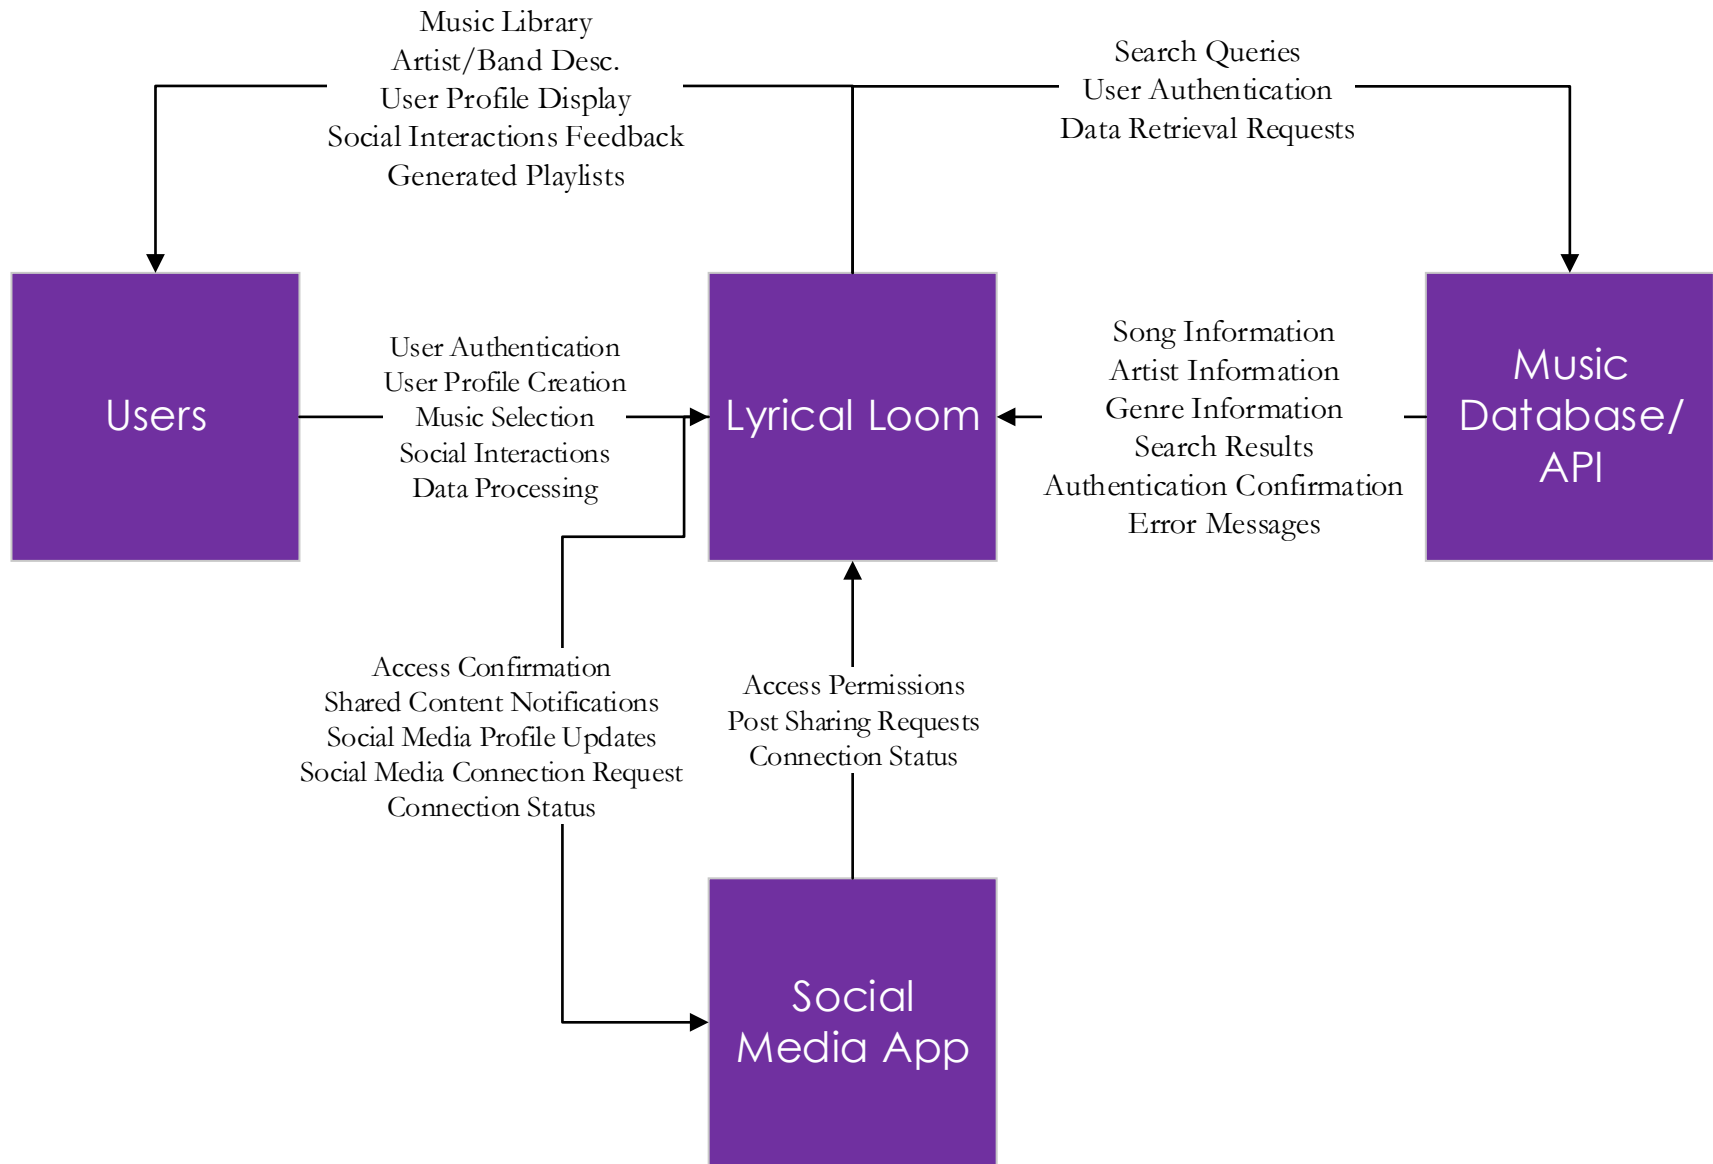 Music Library
Artist/Band Desc.
User Profile Display
Social Interactions Feedback
Generated Playlists
Search Queries
User Authentication
Data Retrieval Requests
Users
User Authentication
User Profile Creation
Music Selection
Social Interactions
Data Processing
Lyrical Loom
Song Information
Artist Information
Genre Information
Search Results
Authentication Confirmation
Error Messages
Music
Database/
API
Access Confirmation
Shared Content Notifications
Social Media Profile Updates
Social Media Connection Request
Connection Status
Access Permissions
Post Sharing Requests
Connection Status
Social
Media App